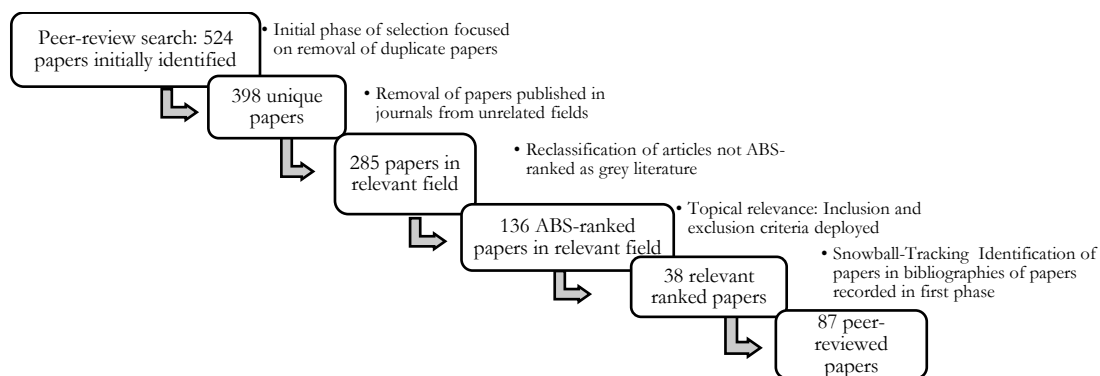 Peer-review search: 524
papers initially identified
• Initial phase of selection focused
on removal of duplicate papers
398 unique
papers
• Removal of papers published in
journals from unrelated fields
285 papers in
relevant field
• Reclassification of articles not ABS-
ranked as grey literature
136 ABS-ranked
papers in relevant field
• Topical relevance: Inclusion and
exclusion criteria deployed
38 relevant
ranked papers
• Snowball-Tracking Identification of
papers in bibliographies of papers
recorded in first phase
87 peer-
reviewed
papers